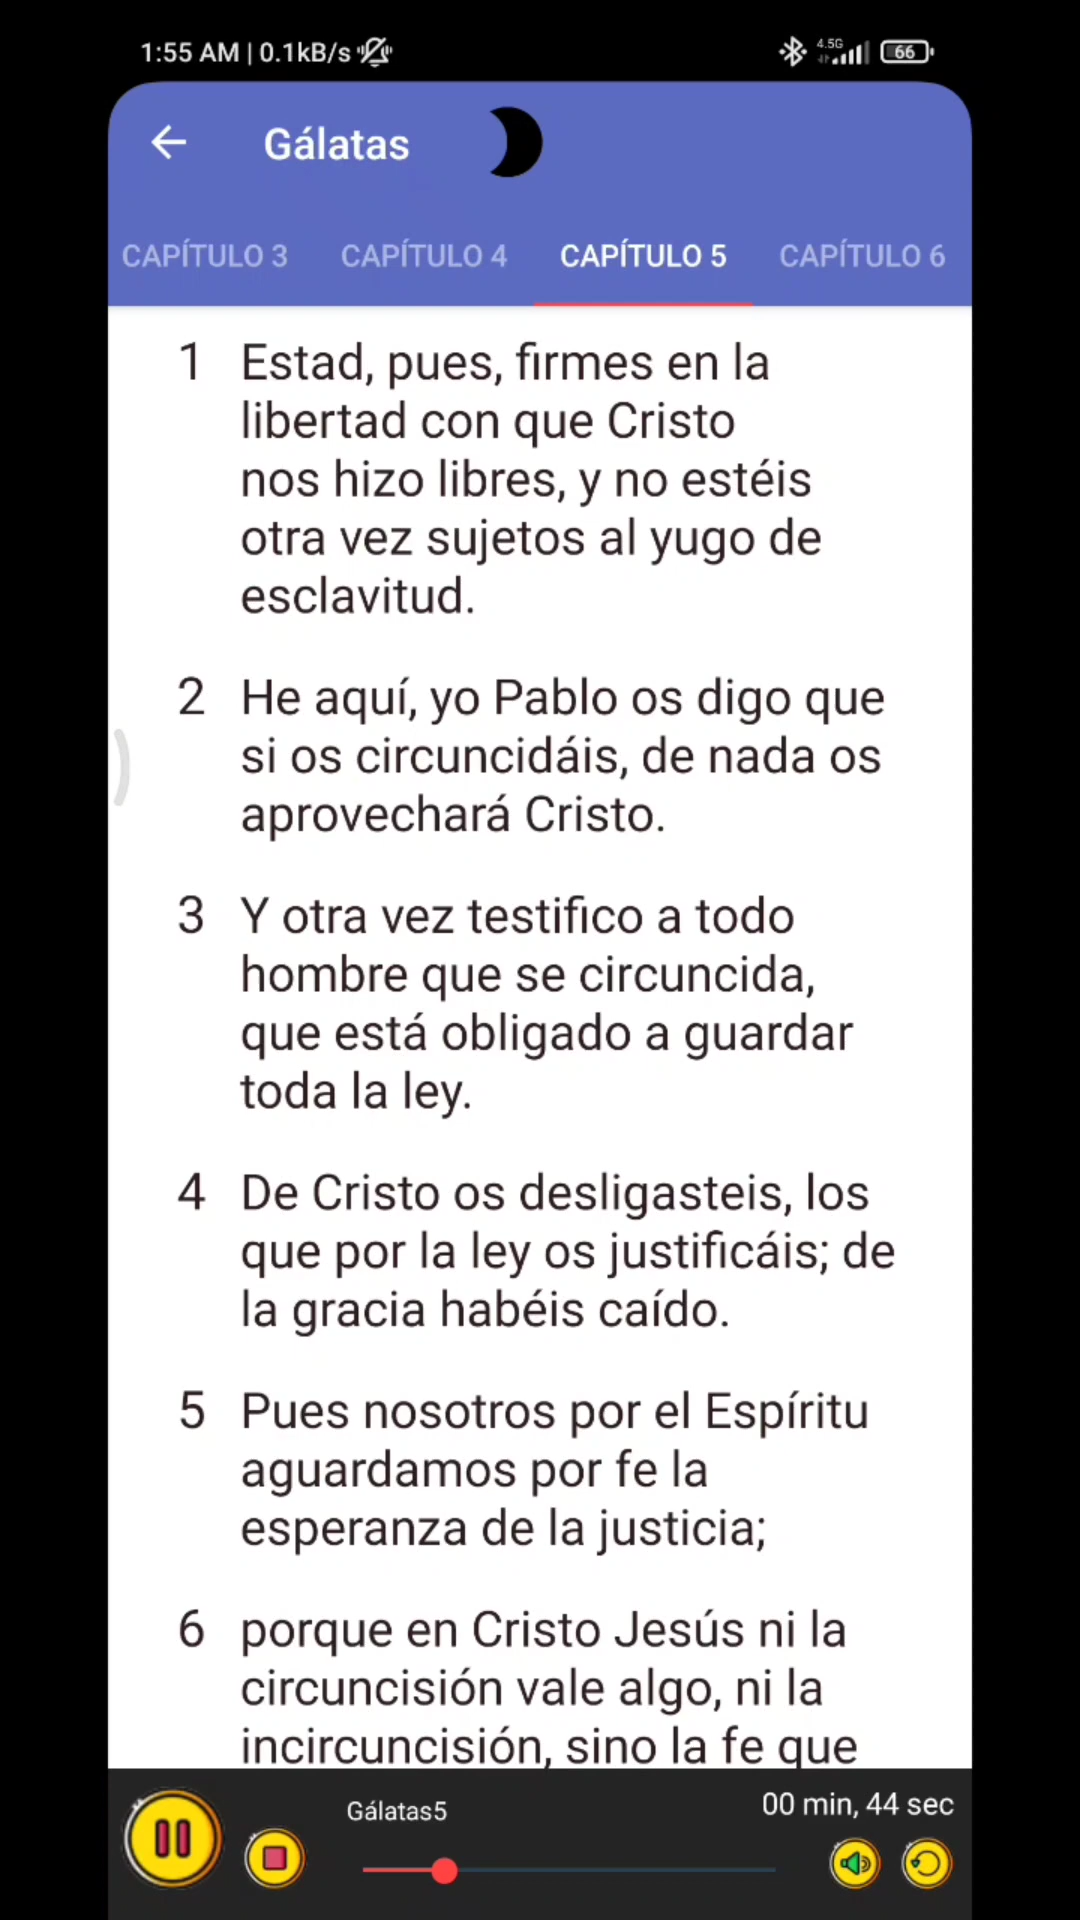 1:55 AM | 0.1kB/s
4.5G
66
Gálatas
CAPÍTULO 3 CAPÍTULO 4 CAPÍTULO 5 CAPÍTULO 6
1 Estad, pues, firmes en la
libertad con que Cristo
nos hizo libres, y no estéis
otra vez sujetos al yugo de
esclavitud.
2 He aquí, yo Pablo os digo que
si os circuncidáis, de nada os
aprovechará Cristo.
3 Y otra vez testifico a todo
hombre que se circuncida,
que está obligado a guardar
toda la ley.
4 De Cristo os desligasteis, los
que por la ley os justificáis; de
la gracia habéis caído.
5 Pues nosotros por el Espíritu
aguardamos por fe la
esperanza de la justicia;
6 porque en Cristo Jesús ni la
circuncisión vale algo, ni la
incircuncisión, sino la fe que
Gálatas5
00 min, 44 sec